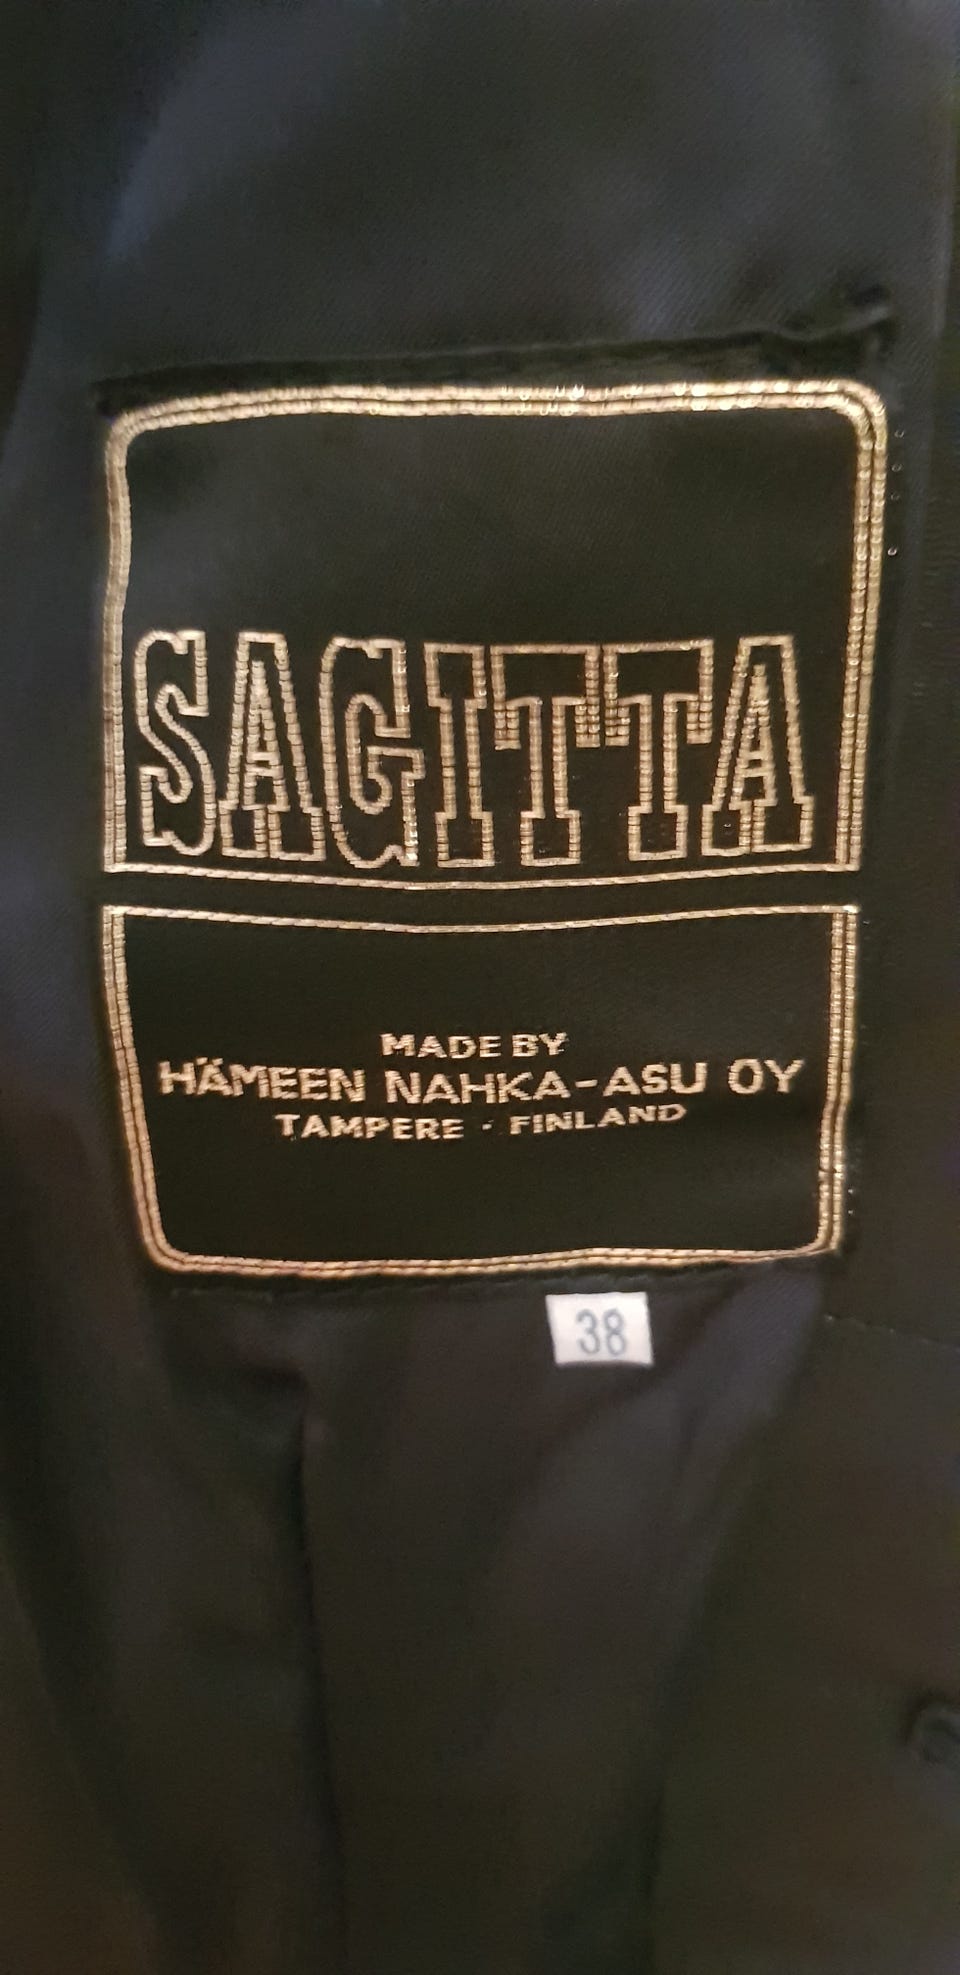 SAGITTA
MADE BY
HÄMEEN NAHKA-ASU OY
TAMPERE · FINLAND
38